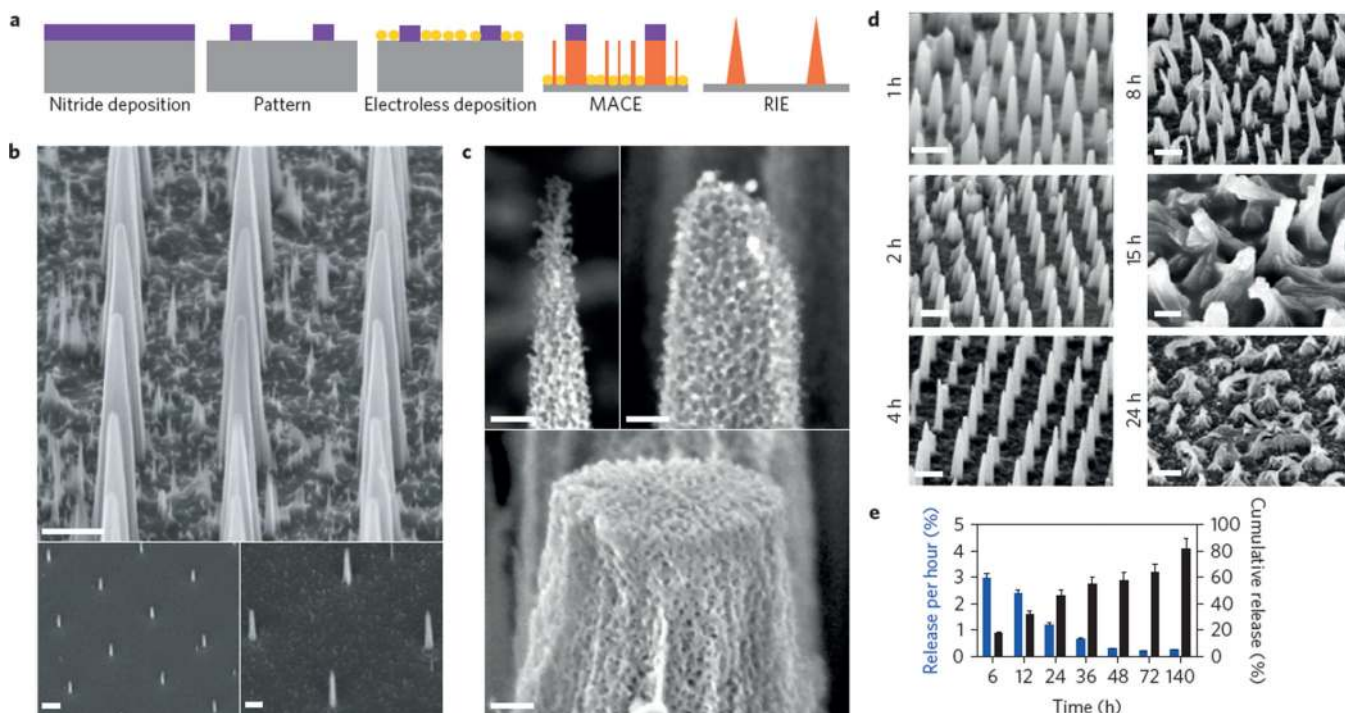 a
Nitride deposition
Pattern
Electroless deposition
MACE
RIE
b
c
d
1 h
8 h
2 h
15 h
4 h
24 h
e
Release per hour (%)
5
4
3
2
1
0
Cumulative release (%)
100
80
60
40
20
0
6 12 24 36 48 72 140
Time (h)